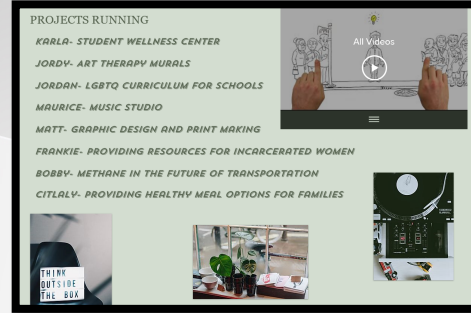 PROJECTS RUNNING
KARLA- STUDENT WELLNESS CENTER
JORDY- ART THERAPY MURALS
JORDAN- LGBTQ CURRICULUM FOR SCHOOLS
MAURICE- MUSIC STUDIO
MATT- GRAPHIC DESIGN AND PRINT MAKING
FRANKIE- PROVIDING RESOURCES FOR INCARCERATED WOMEN
BOBBY- METHANE IN THE FUTURE OF TRANSPORTATION
CITLALY- PROVIDING HEALTHY MEAL OPTIONS FOR FAMILIES
All Videos
THINK
OUTSIDE
THE BOX